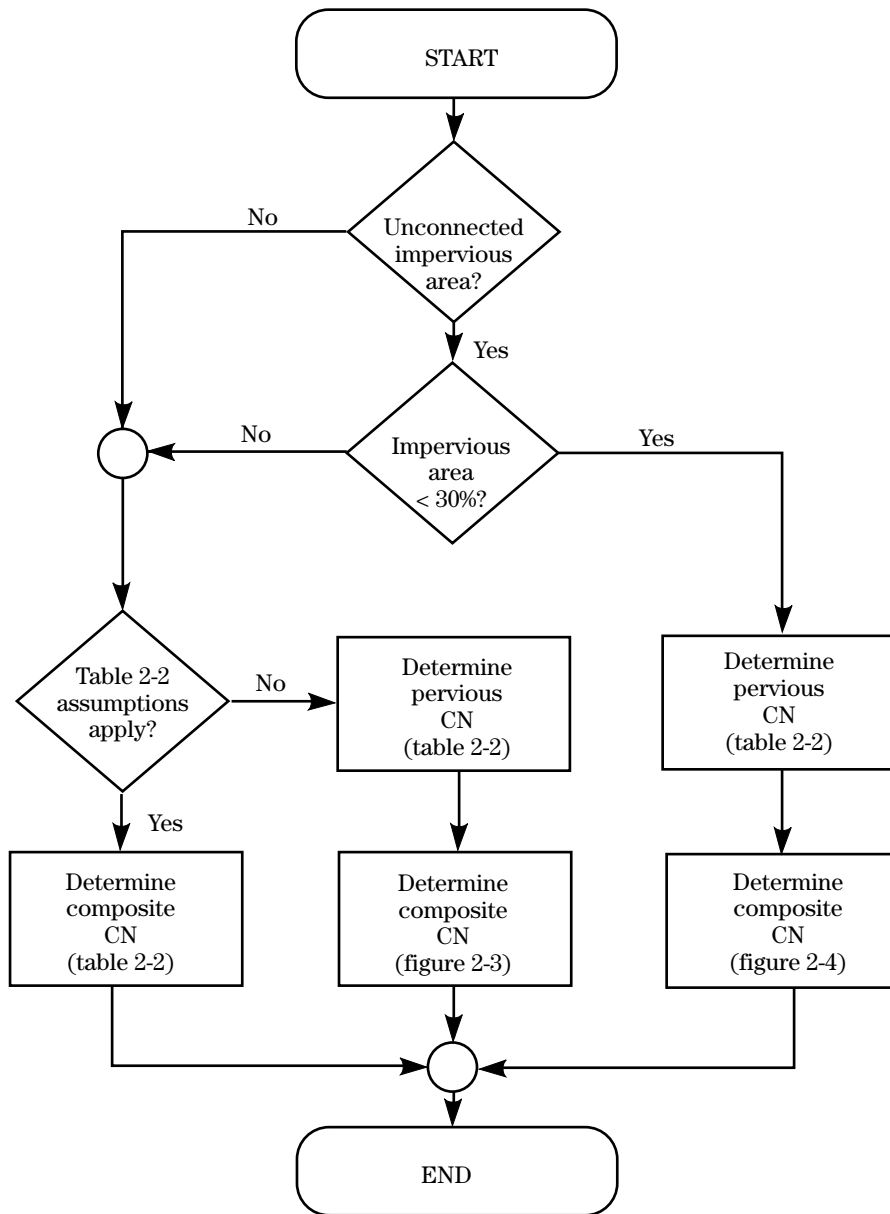 START
No
Unconnected
impervious
area?
Yes
No
Impervious
area
< 30%?
Yes
Table 2-2
assumptions
apply?
No
Determine
pervious
CN
(table 2-2)
Determine
pervious
CN
(table 2-2)
Yes
Determine
composite
CN
(table 2-2)
Determine
composite
CN
(figure 2-3)
Determine
composite
CN
(figure 2-4)
END